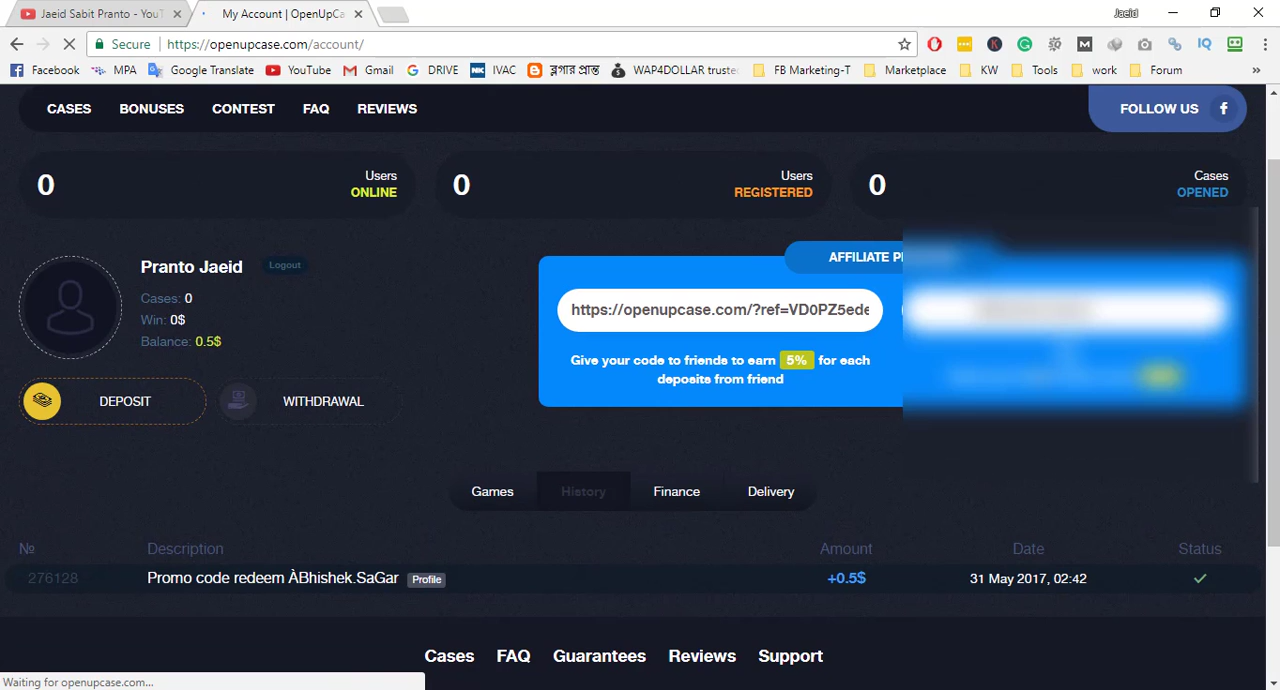 Jaeid Sabit Pranto - YouT
My Account | OpenUpCa
Jaeid
Secure
https://openupcase.com/account/
Facebook MPA Google Translate YouTube Gmail DRIVE IVAC ব্লগার প্রান্ত WAP4DOLLAR truste FB Marketing-T Marketplace KW Tools work Forum »
CASES BONUSES CONTEST FAQ REVIEWS FOLLOW US
0 Users 0 Users 0 Cases
ONLINE REGISTERED OPENED
Pranto Jaeid Logout
Cases: 0
Win: 0$
Balance: 0.5$
DEPOSIT WITHDRAWAL
AFFILIATE P
https://openupcase.com/?ref=VD0PZ5ede
Give your code to friends to earn 5% for each
deposits from friend
Games History Finance Delivery
№ Description Amount Date Status
276128 Promo code redeem ÀBhishek.SaGar Profile +0.5$ 31 May 2017, 02:42
Cases FAQ Guarantees Reviews Support
Waiting for openupcase.com...